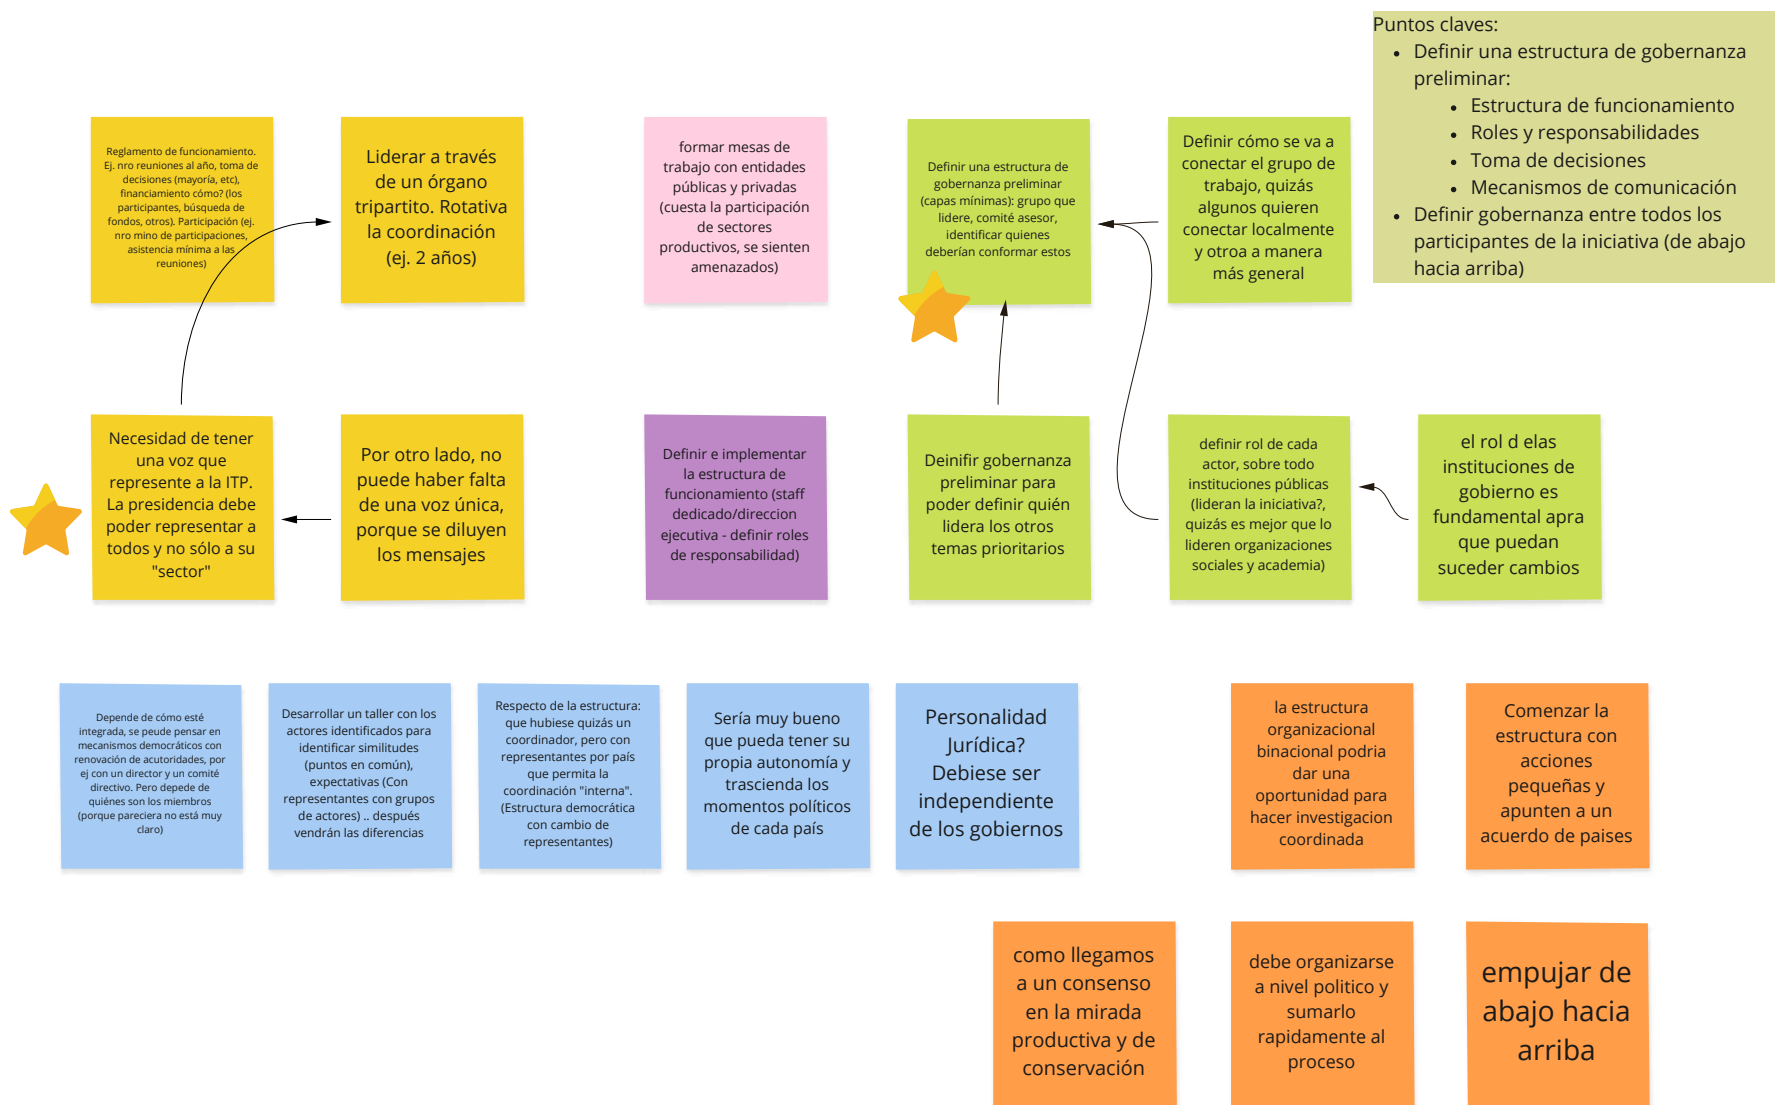 Puntos claves:
• Definir una estructura de gobernanza
preliminar:
• Estructura de funcionamiento
• Roles y responsabilidades
• Toma de decisiones
• Mecanismos de comunicación
• Definir gobernanza entre todos los
participantes de la iniciativa (de abajo
hacia arriba)
Reglamento de funcionamiento.
Ej. nro reuniones al año, toma de
decisiones (mayoría, etc),
financiamiento cómo? (los
participantes, búsqueda de
fondos, otros). Participación (ej.
nro mino de participaciones,
asistencia mínima a las
reuniones)
Liderar a través
de un órgano
tripartito. Rotativa
la coordinación
(ej. 2 años)
formar mesas de
trabajo con entidades
públicas y privadas
(cuesta la participación
de sectores
productivos, se sienten
amenazados)
Definir una estructura de
gobernanza preliminar
(capas mínimas): grupo que
lidere, comité asesor,
identificar quienes
deberían conformar estos
Definir cómo se va a
conectar el grupo de
trabajo, quizás
algunos quieren
conectar localmente
y otroa a manera
más general
Necesidad de tener
una voz que
represente a la ITP.
La presidencia debe
poder representar a
todos y no sólo a su
"sector"
Por otro lado, no
puede haber falta
de una voz única,
porque se diluyen
los mensajes
Definir e implementar
la estructura de
funcionamiento (staff
dedicado/direccion
ejecutiva - definir roles
de responsabilidad)
Deinifir gobernanza
preliminar para
poder definir quién
lidera los otros
temas prioritarios
definir rol de cada
actor, sobre todo
instituciones públicas
(lideran la iniciativa?,
quizás es mejor que lo
lideren organizaciones
sociales y academia)
el rol d elas
instituciones de
gobierno es
fundamental apra
que puedan
suceder cambios
Depende de cómo esté
integrada, se peude pensar en
mecanismos democráticos con
renovación de acutoridades, por
ej con un director y un comité
directivo. Pero depede de
quiénes son los miembros
(porque pareciera no está muy
claro)
Desarrollar un taller con los
actores identificados para
identificar similitudes
(puntos en común),
expectativas (Con
representantes con grupos
de actores) .. después
vendrán las diferencias
Respecto de la estructura:
que hubiese quizás un
coordinador, pero con
representantes por país
que permita la
coordinación "interna".
(Estructura democrática
con cambio de
representantes)
Sería muy bueno
que pueda tener su
propia autonomía y
trascienda los
momentos políticos
de cada país
Personalidad
Jurídica?
Debiese ser
independiente
de los gobiernos
la estructura
organizacional
binacional podria
dar una
oportunidad para
hacer investigacion
coordinada
Comenzar la
estructura con
acciones
pequeñas y
apunten a un
acuerdo de paises
como llegamos
a un consenso
en la mirada
productiva y de
conservación
debe organizarse
a nivel politico y
sumarlo
rapidamente al
proceso
empujar de
abajo hacia
arriba